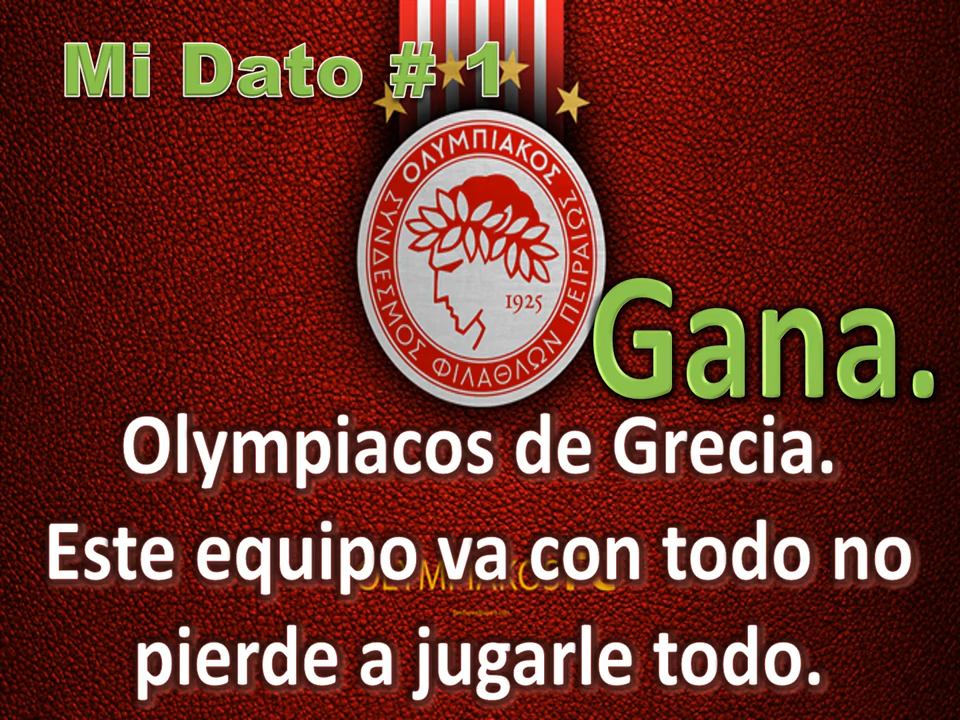 Mi Dato # 1
ΣΥΝΔΕΣΜΟΣ ΦΙΛΑΘΛΩΝ ΠΕΙΡΑΙΩΣ
ΟΛΥΜΠΙΑΚΟΣ
1925
Gana.
Olympiacos de Grecia.
Este equipo va con todo no
pierde a jugarle todo.